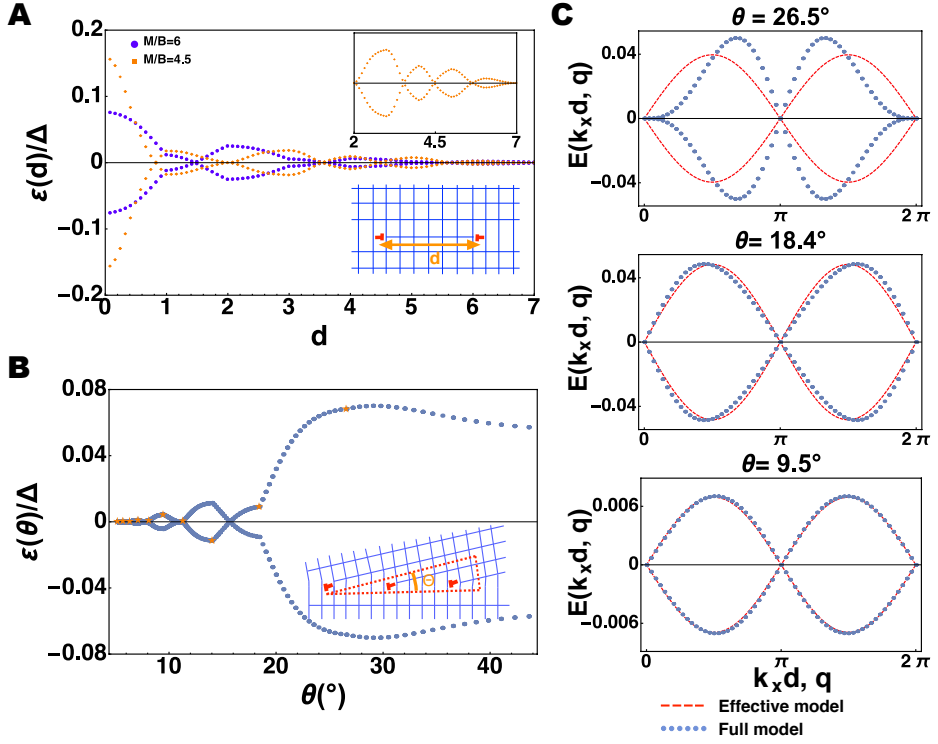 A
0.2
0.1
0
−0.1
−0.2
ε(d)/Δ
M/B=6
M/B=4.5
2
4.5
7
d
0
1
2
3
4
5
6
7
d
B
0.08
0.04
0
−0.04
−0.08
ε(θ)/Δ
Θ
10
20
30
40
θ(°)
C
θ = 26.5°
0.04
0
−0.04
E(kₓd, q)
0
π
2 π
θ= 18.4°
0.04
0
−0.04
E(kₓd, q)
0
π
2 π
θ= 9.5°
0.006
0
−0.006
E(kₓd, q)
0
π
2 π
kₓd, q
Effective model
Full model